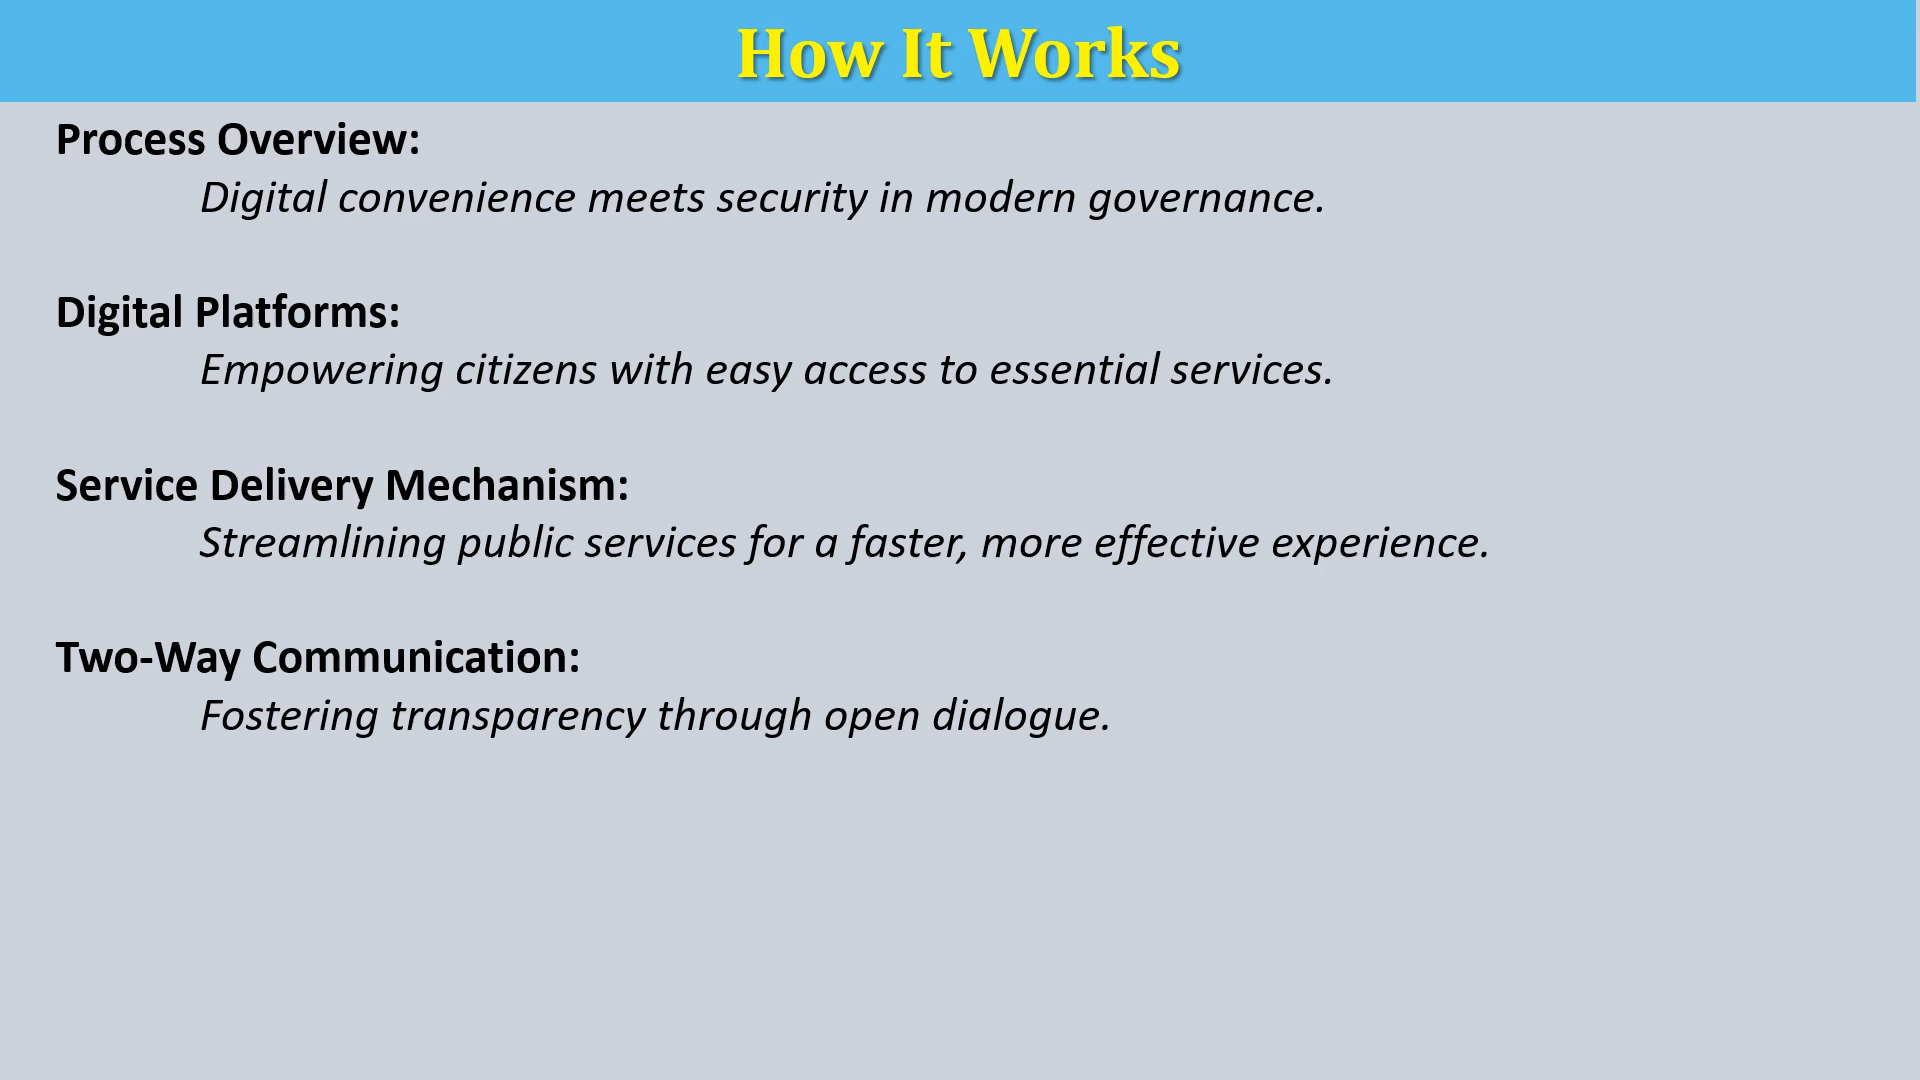 How It Works
Process Overview:
Digital convenience meets security in modern governance.
Digital Platforms:
Empowering citizens with easy access to essential services.
Service Delivery Mechanism:
Streamlining public services for a faster, more effective experience.
Two-Way Communication:
Fostering transparency through open dialogue.